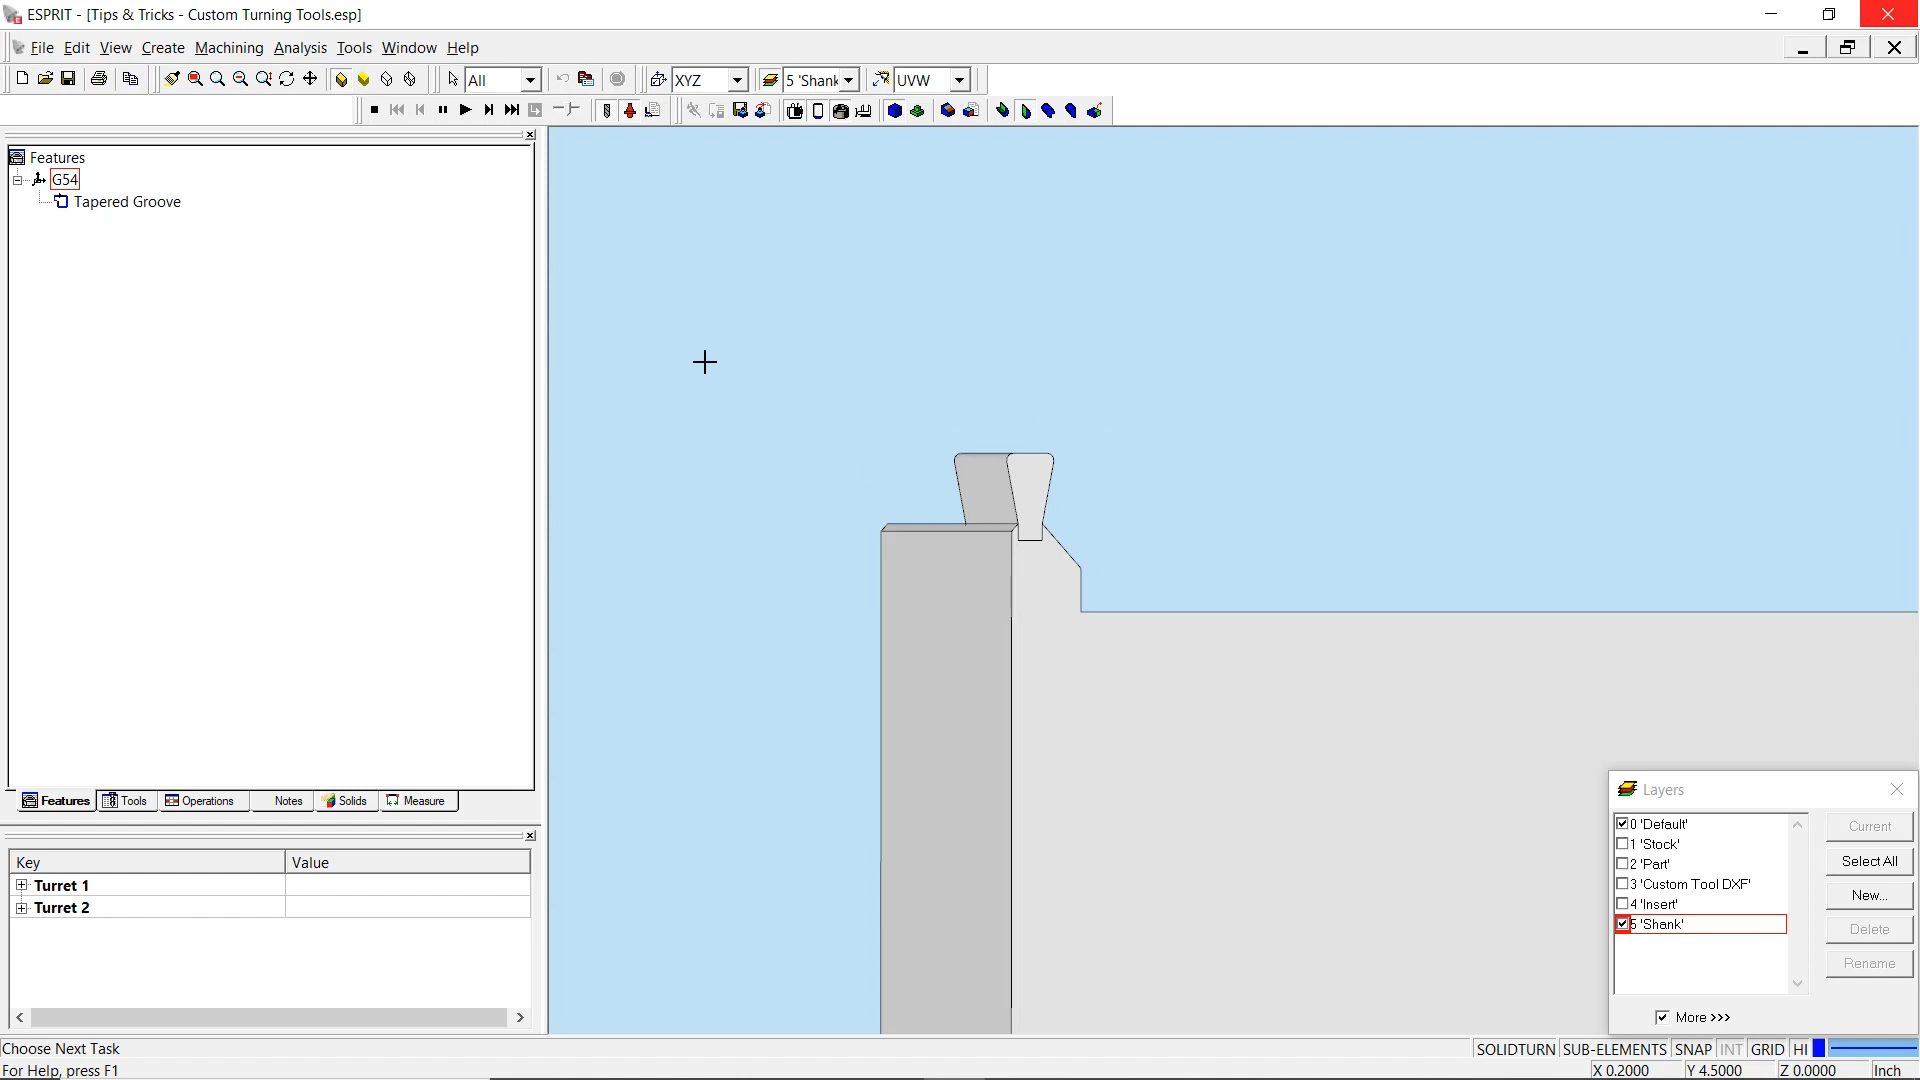 ESPRIT - [Tips & Tricks - Custom Turning Tools.esp]
File Edit View Create Machining Analysis Tools Window Help
All XYZ 5 'Shank UVW
Features
G54
Tapered Groove
Features Tools Operations Notes Solids Measure
Key Value
Turret 1
Turret 2
Layers
0 'Default'
1 'Stock'
2 'Part'
3 'Custom Tool DXF'
4 'Insert'
5 'Shank'
Current
Select All
New...
Delete
Rename
More >>>
Choose Next Task
SOLIDTURN SUB-ELEMENTS SNAP INT GRID HI
For Help, press F1
X 0.2000 Y 4.5000 Z 0.0000 Inch